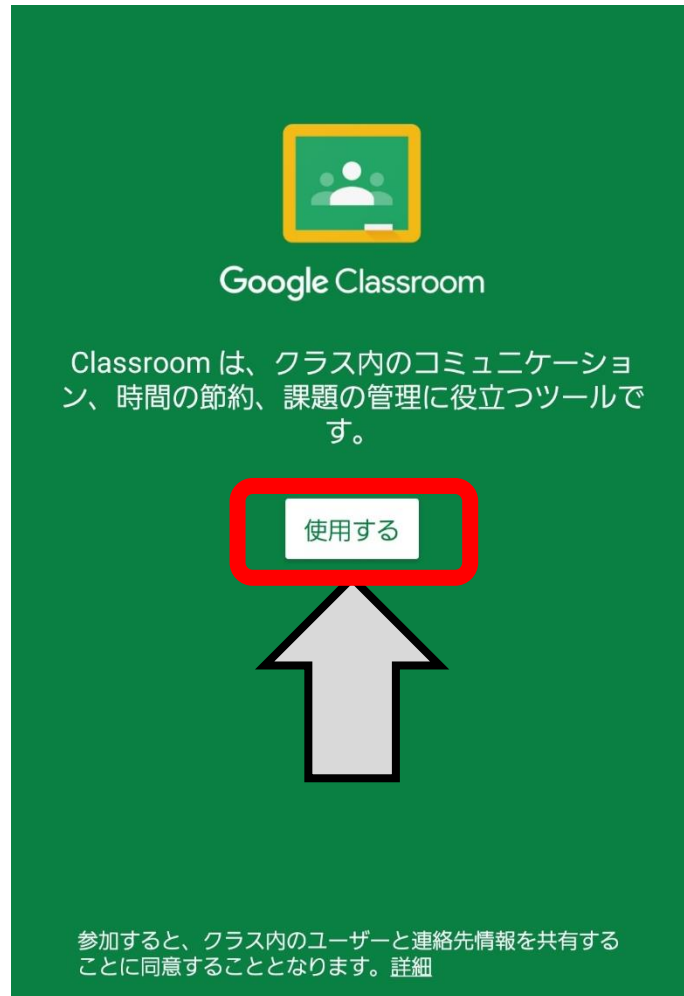 Google Classroom
Classroom は、クラス内のコミュニケーショ
ン、時間の節約、課題の管理に役立つツールで
す。
使用する
参加すると、クラス内のユーザーと連絡先情報を共有する
ことに同意することとなります。詳細